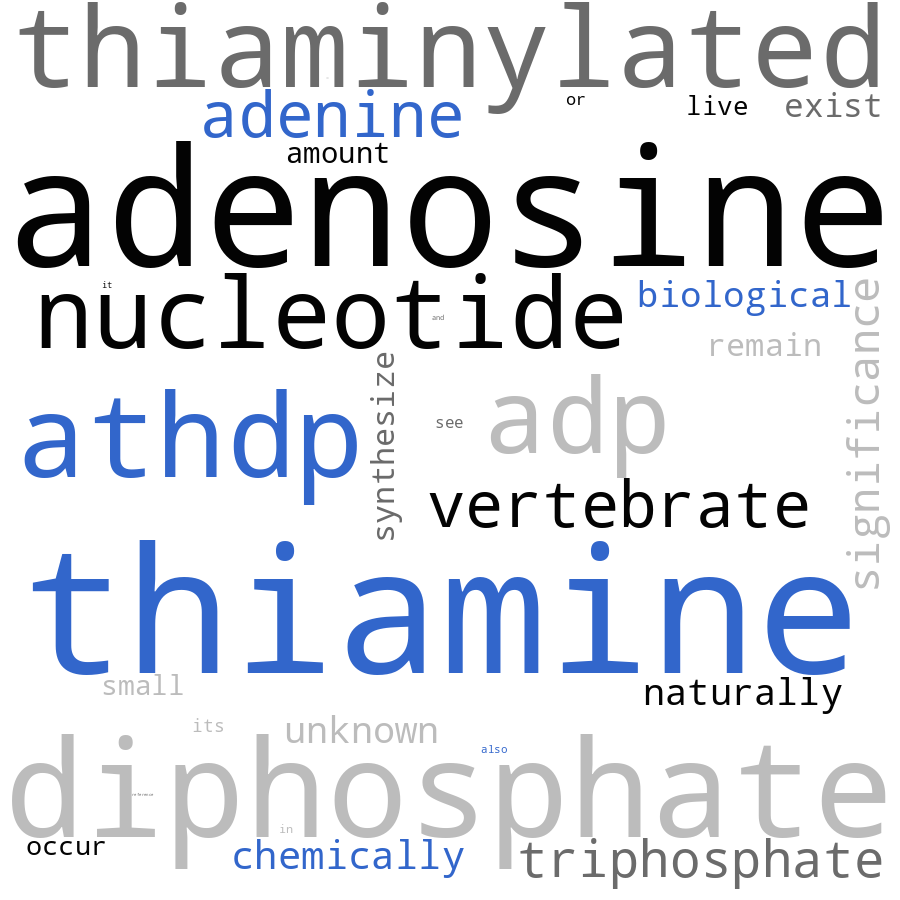 thiaminylated
adenine
or
live
exist
amount
adenosine
it
nucleotide
biological
and
remain
significance
synthesize
athdp
see
adp
vertebrate
thiamine
small
naturally
its
unknown
also
diphosphate
in
occur
chemically
triphosphate